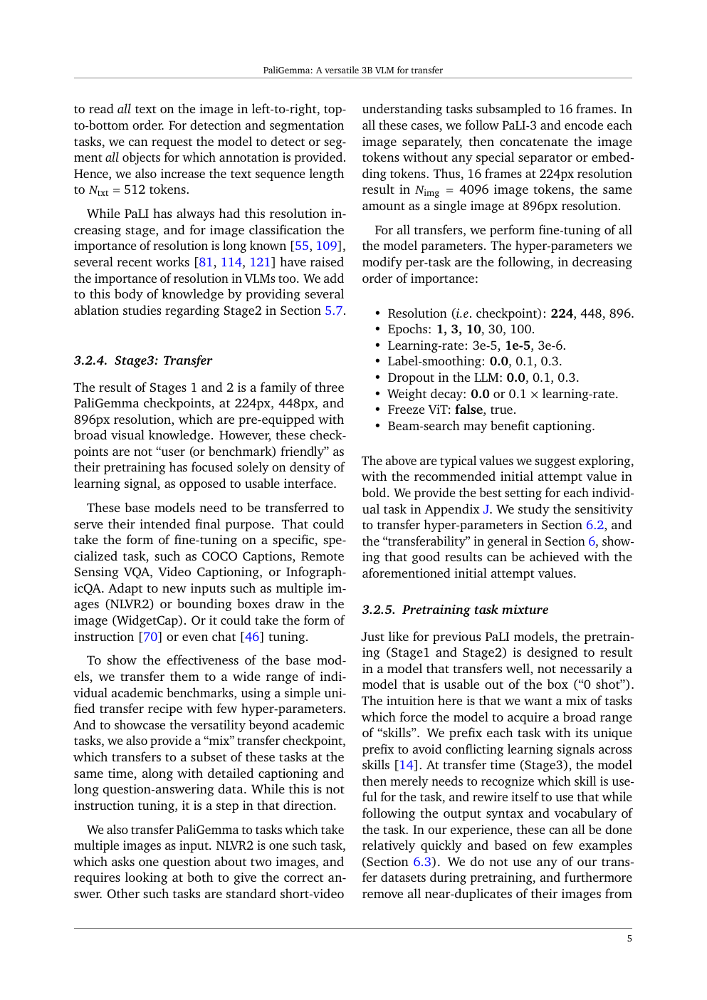 PaliGemma: A versatile 3B VLM for transfer
to read all text on the image in left-to-right, top-
to-bottom order. For detection and segmentation
tasks, we can request the model to detect or seg-
ment all objects for which annotation is provided.
Hence, we also increase the text sequence length
to Ntxt = 512 tokens.
While PaLI has always had this resolution in-
creasing stage, and for image classification the
importance of resolution is long known [55, 109],
several recent works [81, 114, 121] have raised
the importance of resolution in VLMs too. We add
to this body of knowledge by providing several
ablation studies regarding Stage2 in Section 5.7.
3.2.4. Stage3: Transfer
The result of Stages 1 and 2 is a family of three
PaliGemma checkpoints, at 224px, 448px, and
896px resolution, which are pre-equipped with
broad visual knowledge. However, these check-
points are not “user (or benchmark) friendly” as
their pretraining has focused solely on density of
learning signal, as opposed to usable interface.
These base models need to be transferred to
serve their intended final purpose. That could
take the form of fine-tuning on a specific, spe-
cialized task, such as COCO Captions, Remote
Sensing VQA, Video Captioning, or Infograph-
icQA. Adapt to new inputs such as multiple im-
ages (NLVR2) or bounding boxes draw in the
image (WidgetCap). Or it could take the form of
instruction [70] or even chat [46] tuning.
To show the effectiveness of the base mod-
els, we transfer them to a wide range of indi-
vidual academic benchmarks, using a simple uni-
fied transfer recipe with few hyper-parameters.
And to showcase the versatility beyond academic
tasks, we also provide a “mix” transfer checkpoint,
which transfers to a subset of these tasks at the
same time, along with detailed captioning and
long question-answering data. While this is not
instruction tuning, it is a step in that direction.
We also transfer PaliGemma to tasks which take
multiple images as input. NLVR2 is one such task,
which asks one question about two images, and
requires looking at both to give the correct an-
swer. Other such tasks are standard short-video
understanding tasks subsampled to 16 frames. In
all these cases, we follow PaLI-3 and encode each
image separately, then concatenate the image
tokens without any special separator or embed-
ding tokens. Thus, 16 frames at 224px resolution
result in Nimg = 4096 image tokens, the same
amount as a single image at 896px resolution.
For all transfers, we perform fine-tuning of all
the model parameters. The hyper-parameters we
modify per-task are the following, in decreasing
order of importance:
• Resolution (i.e. checkpoint): 224, 448, 896.
• Epochs: 1, 3, 10, 30, 100.
• Learning-rate: 3e-5, 1e-5, 3e-6.
• Label-smoothing: 0.0, 0.1, 0.3.
• Dropout in the LLM: 0.0, 0.1, 0.3.
• Weight decay: 0.0 or 0.1 × learning-rate.
• Freeze ViT: false, true.
• Beam-search may benefit captioning.
The above are typical values we suggest exploring,
with the recommended initial attempt value in
bold. We provide the best setting for each individ-
ual task in Appendix J. We study the sensitivity
to transfer hyper-parameters in Section 6.2, and
the “transferability” in general in Section 6, show-
ing that good results can be achieved with the
aforementioned initial attempt values.
3.2.5. Pretraining task mixture
Just like for previous PaLI models, the pretrain-
ing (Stage1 and Stage2) is designed to result
in a model that transfers well, not necessarily a
model that is usable out of the box (“0 shot”).
The intuition here is that we want a mix of tasks
which force the model to acquire a broad range
of “skills”. We prefix each task with its unique
prefix to avoid conflicting learning signals across
skills [14]. At transfer time (Stage3), the model
then merely needs to recognize which skill is use-
ful for the task, and rewire itself to use that while
following the output syntax and vocabulary of
the task. In our experience, these can all be done
relatively quickly and based on few examples
(Section 6.3). We do not use any of our trans-
fer datasets during pretraining, and furthermore
remove all near-duplicates of their images from
5